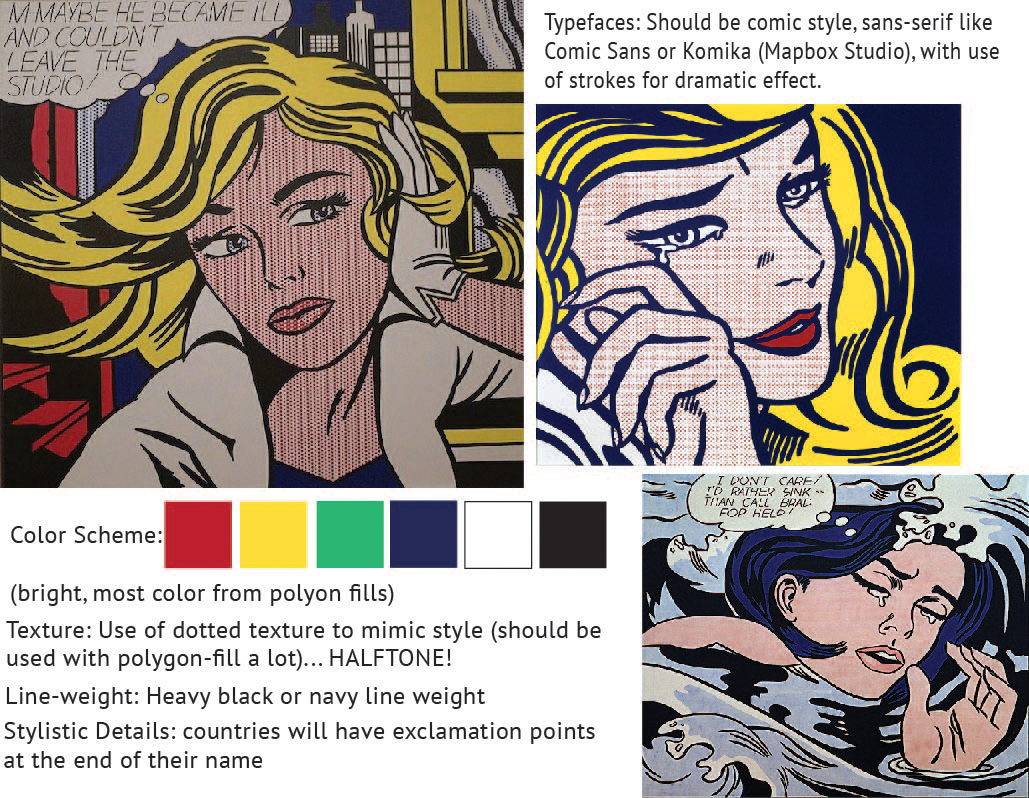 M MAYBE HE BECAME ILL
AND COULDN'T
LEAVE THE
STUDIO!
Typefaces: Should be comic style, sans-serif like
Comic Sans or Komika (Mapbox Studio), with use
of strokes for dramatic effect.
I DON'T CARE!
I'D RATHER SINK --
THAN CALL BRAD
FOR HELP!
Color Scheme:
(bright, most color from polyon fills)
Texture: Use of dotted texture to mimic style (should be
used with polygon-fill a lot)... HALFTONE!
Line-weight: Heavy black or navy line weight
Stylistic Details: countries will have exclamation points
at the end of their name